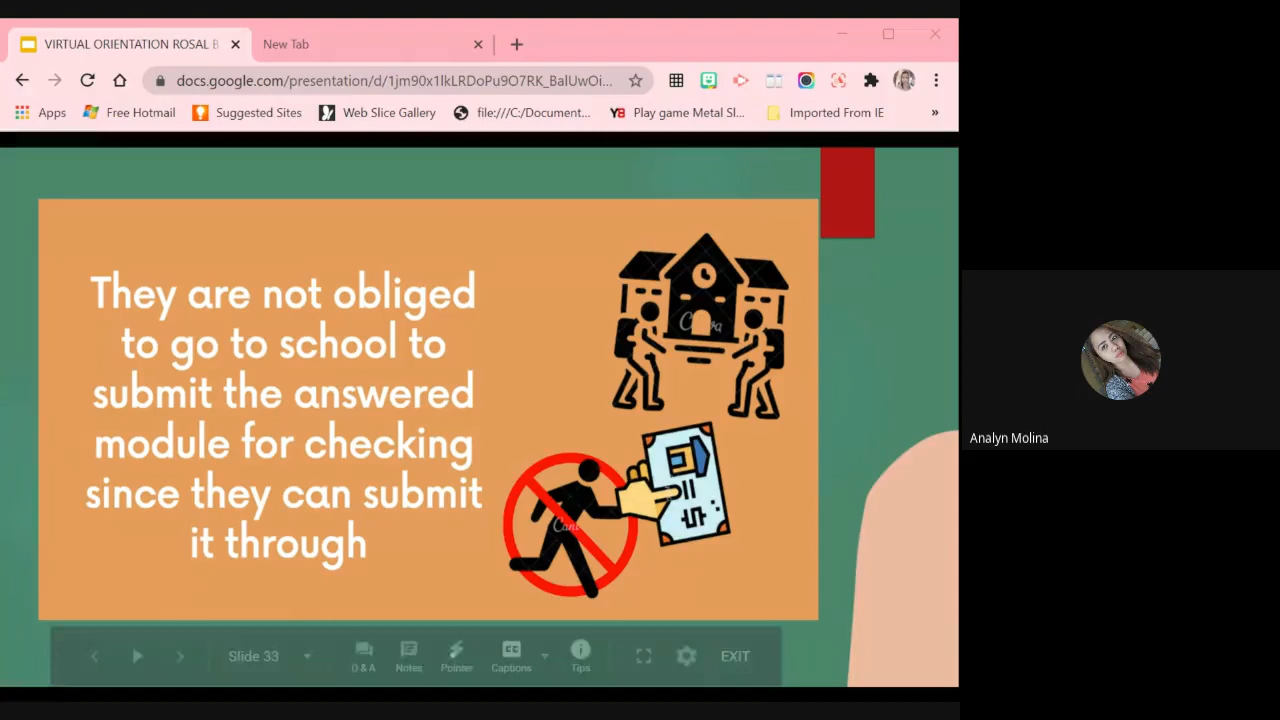 VIRTUAL ORIENTATION ROSAL B
New Tab
docs.google.com/presentation/d/1jm90x1lkLRDoPu9O7RK_BalUwOi...
Apps
Free Hotmail
Suggested Sites
Web Slice Gallery
file:///C:/Document...
Y8
Play game Metal Sl...
Imported From IE
»
They are not obliged
to go to school to
submit the answered
module for checking
since they can submit
it through
Canva
$
Slide 33
Q & A
Notes
Pointer
CC
Captions
Tips
EXIT
Analyn Molina